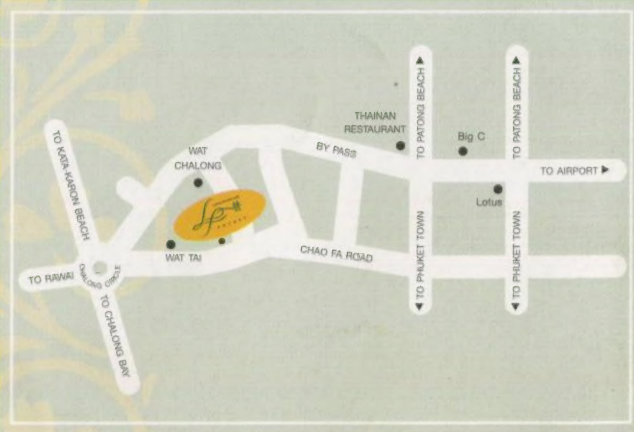 TO PATONG BEACH
TO PATONG BEACH
THAINAN
RESTAURANT
Big C
BY PASS
TO AIRPORT
Lotus
WAT
CHALONG
TO KATA-KARON BEACH
PHUKET
WAT TAI
CHAO FA ROAD
TO PHUKET TOWN
TO PHUKET TOWN
TO RAWAI
CHALONG CIRCLE
TO CHALONG BAY